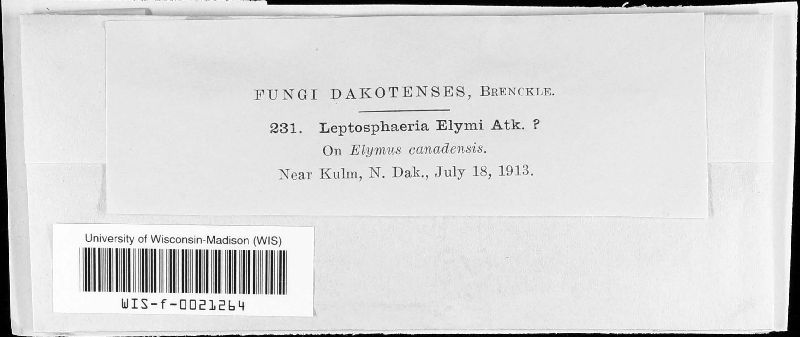 FUNGI DAKOTENSES, BRENCKLE.
231. Leptosphaeria Elymi Atk. ?
On Elymus canadensis.
Near Kulm, N. Dak., July 18, 1913.
University of Wisconsin-Madison (WIS)
WIS-f-0021264